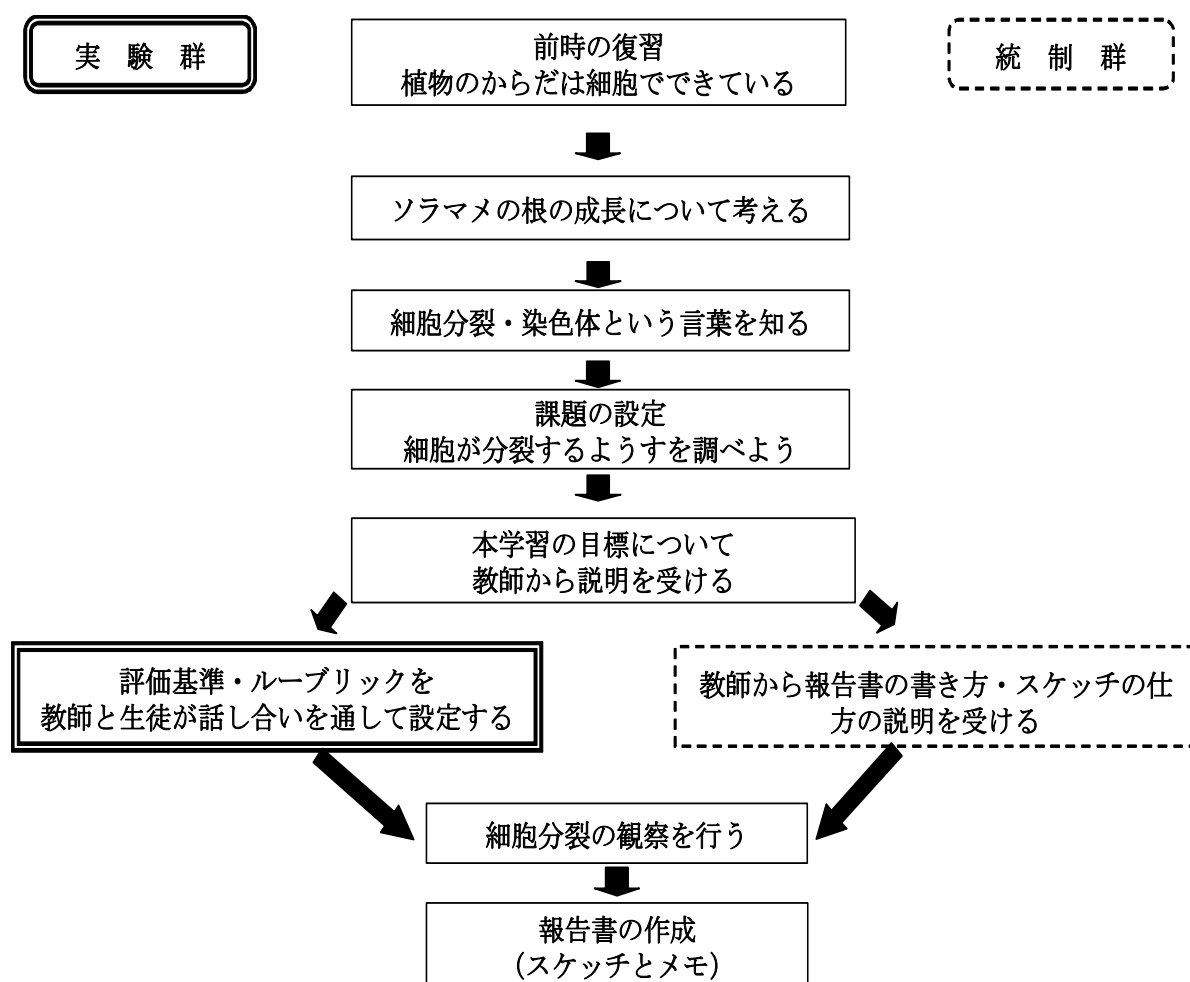 実験群
統制群
前時の復習
植物のからだは細胞でできている
ソラマメの根の成長について考える
細胞分裂・染色体という言葉を知る
課題の設定
細胞が分裂するようすを調べよう
本学習の目標について
教師から説明を受ける
評価基準・ルーブリックを
教師と生徒が話し合いを通して設定する
教師から報告書の書き方・スケッチの仕
方の説明を受ける
細胞分裂の観察を行う
報告書の作成
（スケッチとメモ）